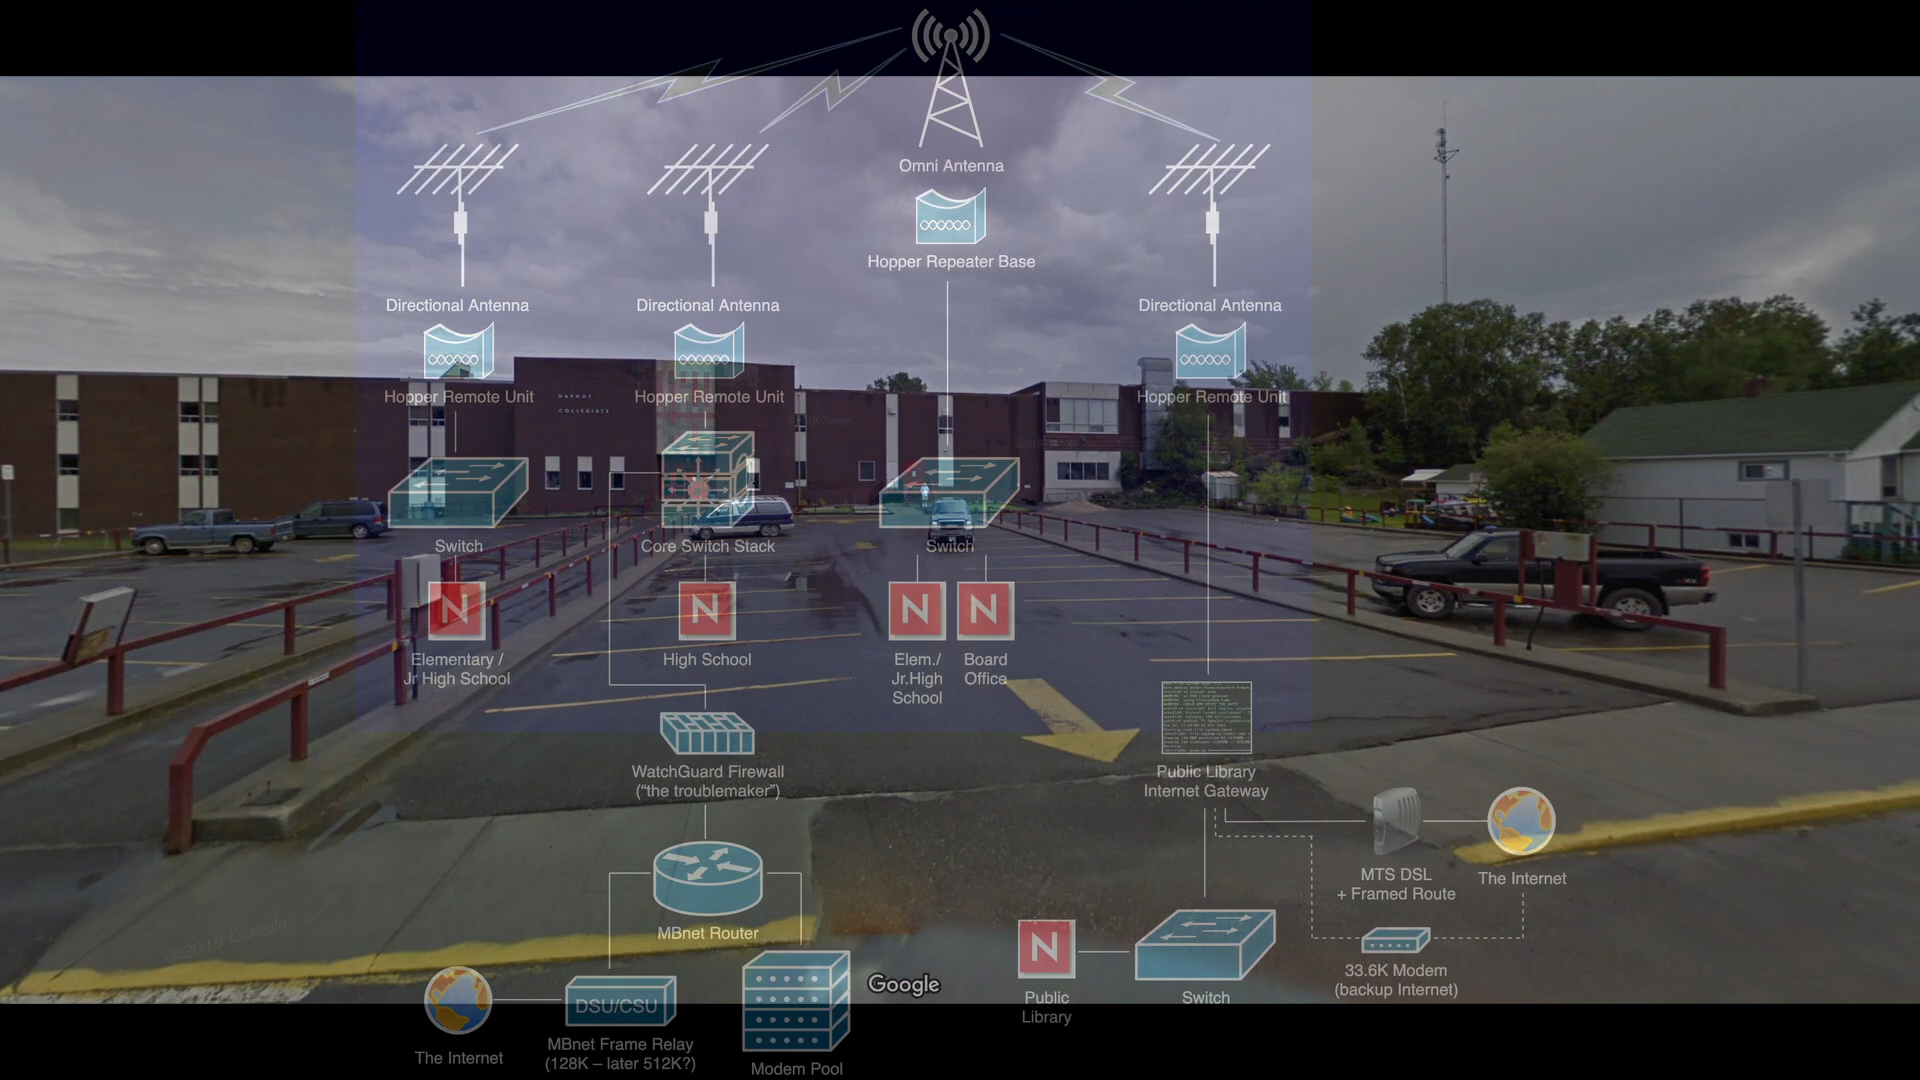 Omni Antenna
Hopper Repeater Base
Directional Antenna
Directional Antenna
Directional Antenna
Hopper Remote Unit
Hopper Remote Unit
Hopper Remote Unit
COLLEGIATE
Switch
Core Switch Stack
Switch
N
N
N
N
Elementary /
Jr High School
High School
Elem./
Jr.High
School
Board
Office
WatchGuard Firewall
(“the troublemaker”)
Public Library
Internet Gateway
MTS DSL
+ Framed Route
The Internet
MBnet Router
©2019 Google
N
Public
Library
Switch
33.6K Modem
(backup Internet)
Google
DSU/CSU
The Internet
MBnet Frame Relay
(128K – later 512K?)
Modem Pool